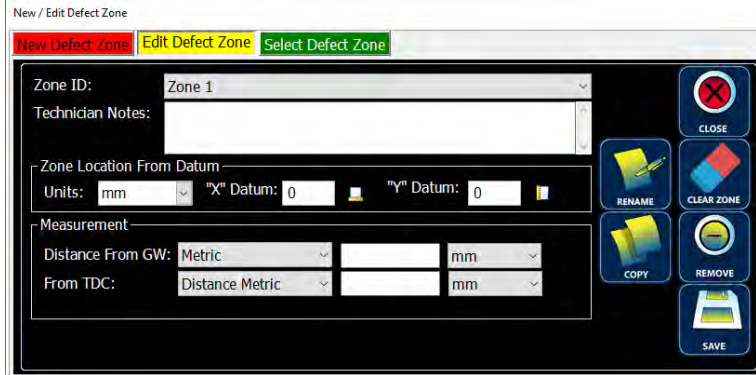 New / Edit Defect Zone
New Defect Zone Edit Defect Zone Select Defect Zone
Zone ID: Zone 1
Technician Notes:
CLOSE
Zone Location From Datum
Units: mm "X" Datum: 0 "Y" Datum: 0
RENAME CLEAR ZONE
Measurement
Distance From GW: Metric mm
From TDC: Distance Metric mm
COPY REMOVE
SAVE